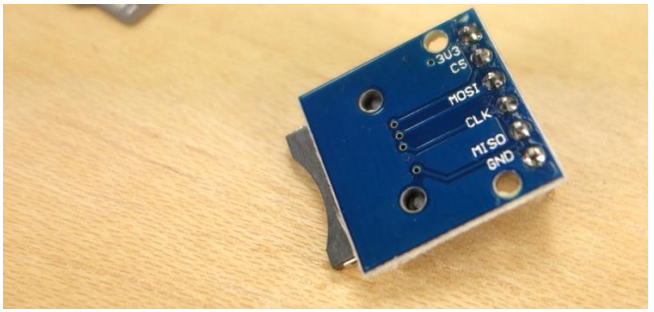 3V3
CS
MOSI
CLK
MISO
GND